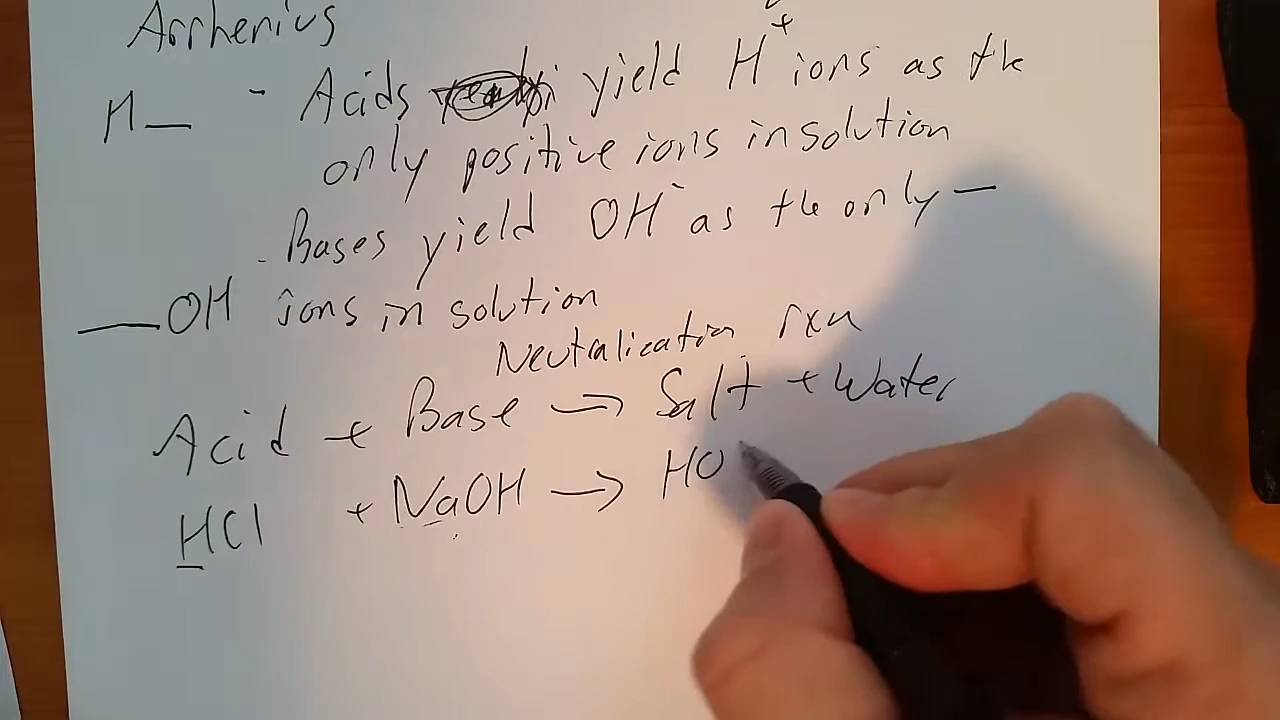 Arrhenius
H_ - Acids yield H+ ions as the
only positive ions in solution
- Bases yield OH- as the only -
_OH ions in solution
Neutralization rxn
Acid + Base → Salt + Water
HCl + NaOH → HO